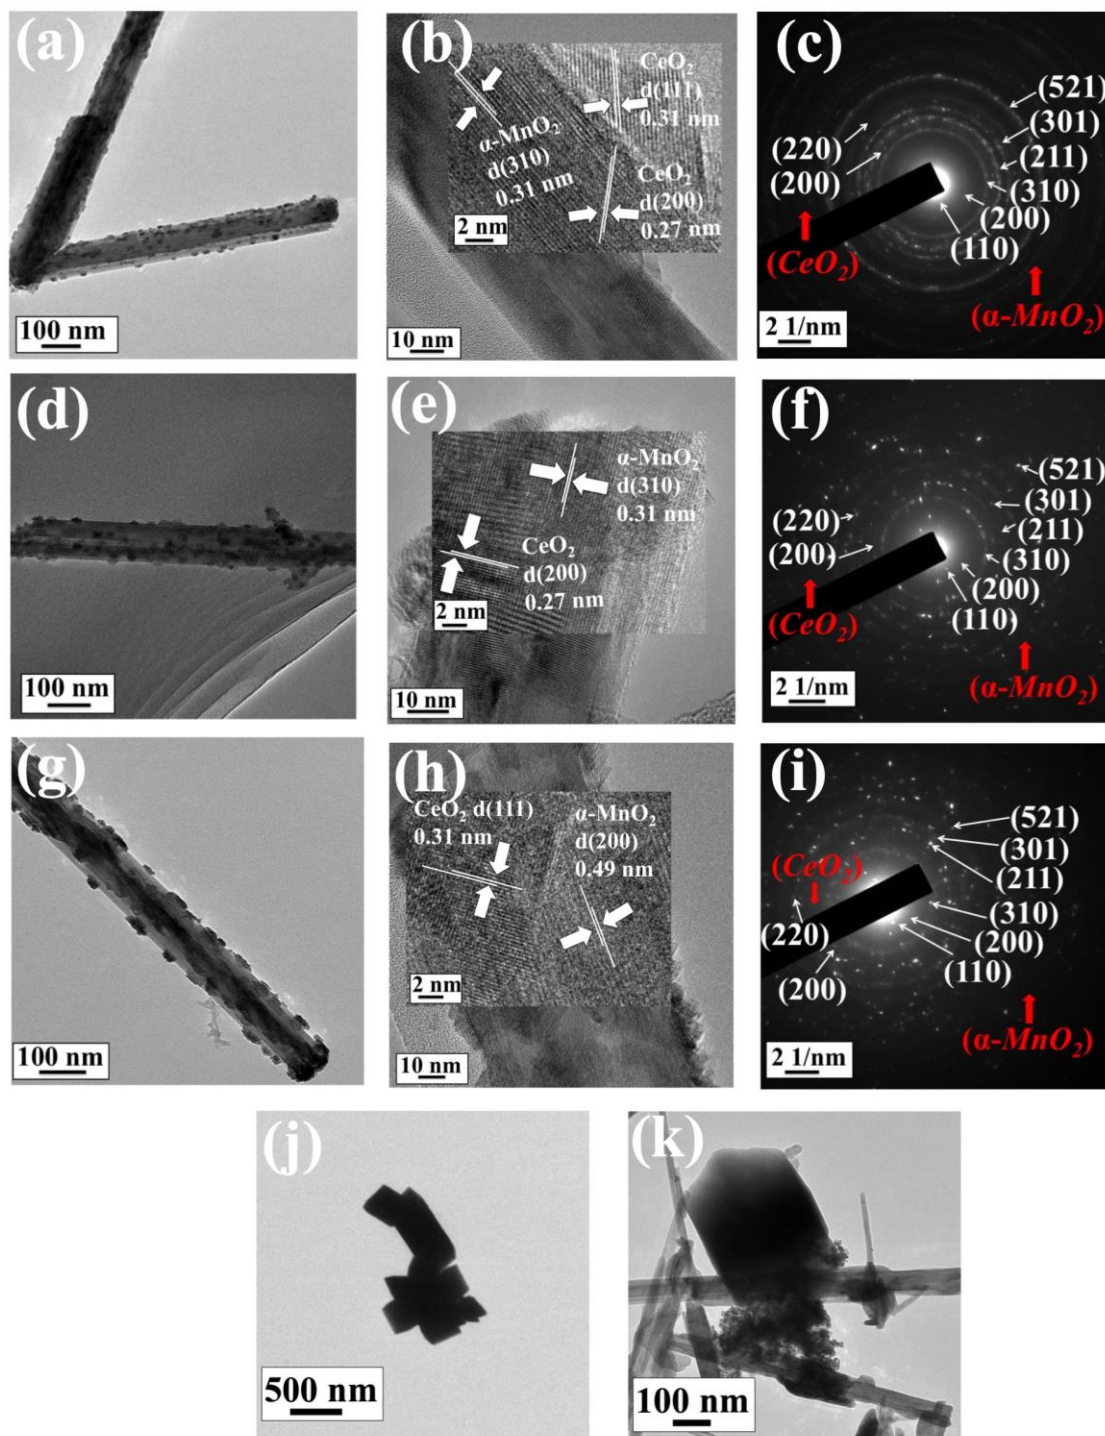 (a)
100 nm
(b)
CeO₂
d(111)
0.31 nm
α-MnO₂
d(310)
0.31 nm
CeO₂
d(200)
0.27 nm
2 nm
10 nm
(c)
(521)
(301)
(211)
(310)
(200)
(110)
(220)
(200)
(CeO₂)
(α-MnO₂)
2 1/nm
(d)
100 nm
(e)
α-MnO₂
d(310)
0.31 nm
CeO₂
d(200)
0.27 nm
2 nm
10 nm
(f)
(521)
(301)
(211)
(310)
(200)
(110)
(220)
(200)
(CeO₂)
(α-MnO₂)
2 1/nm
(g)
100 nm
(h)
CeO₂ d(111)
0.31 nm
α-MnO₂
d(200)
0.49 nm
2 nm
10 nm
(i)
(521)
(301)
(211)
(310)
(200)
(110)
(CeO₂)
(220)
(200)
(α-MnO₂)
2 1/nm
(j)
500 nm
(k)
100 nm